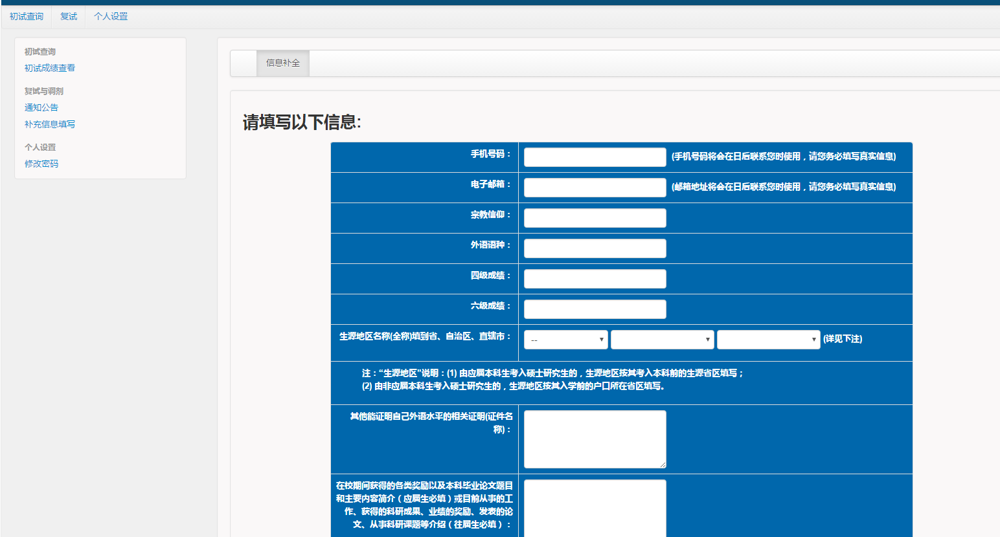 初试查询 复试 个人设置
初试查询
初试成绩查看
复试与调剂
通知公告
补充信息填写
个人设置
修改密码
信息补全
请填写以下信息:
手机号码： (手机号码将会在日后联系您时使用，请您务必填写真实信息)
电子邮箱： (邮箱地址将会在日后联系您时使用，请您务必填写真实信息)
宗教信仰：
外语语种：
四级成绩：
六级成绩：
生源地区名称(全称)填到省、自治区、直辖市： -- (详见下注)
注：“生源地区”说明：(1) 由应届本科生考入硕士研究生的，生源地区按其考入本科前的生源省区填写；
(2) 由非应届本科生考入硕士研究生的，生源地区按其入学前的户口所在省区填写。
其他能证明自己外语水平的相关证明(证件名
称)：
在校期间获得的各类奖励以及本科毕业论文题目
和主要内容简介（应届生必填）或目前从事的工
作、获得的科研成果、业绩的奖励、发表的论
文、从事科研课题等介绍（往届生必填）：